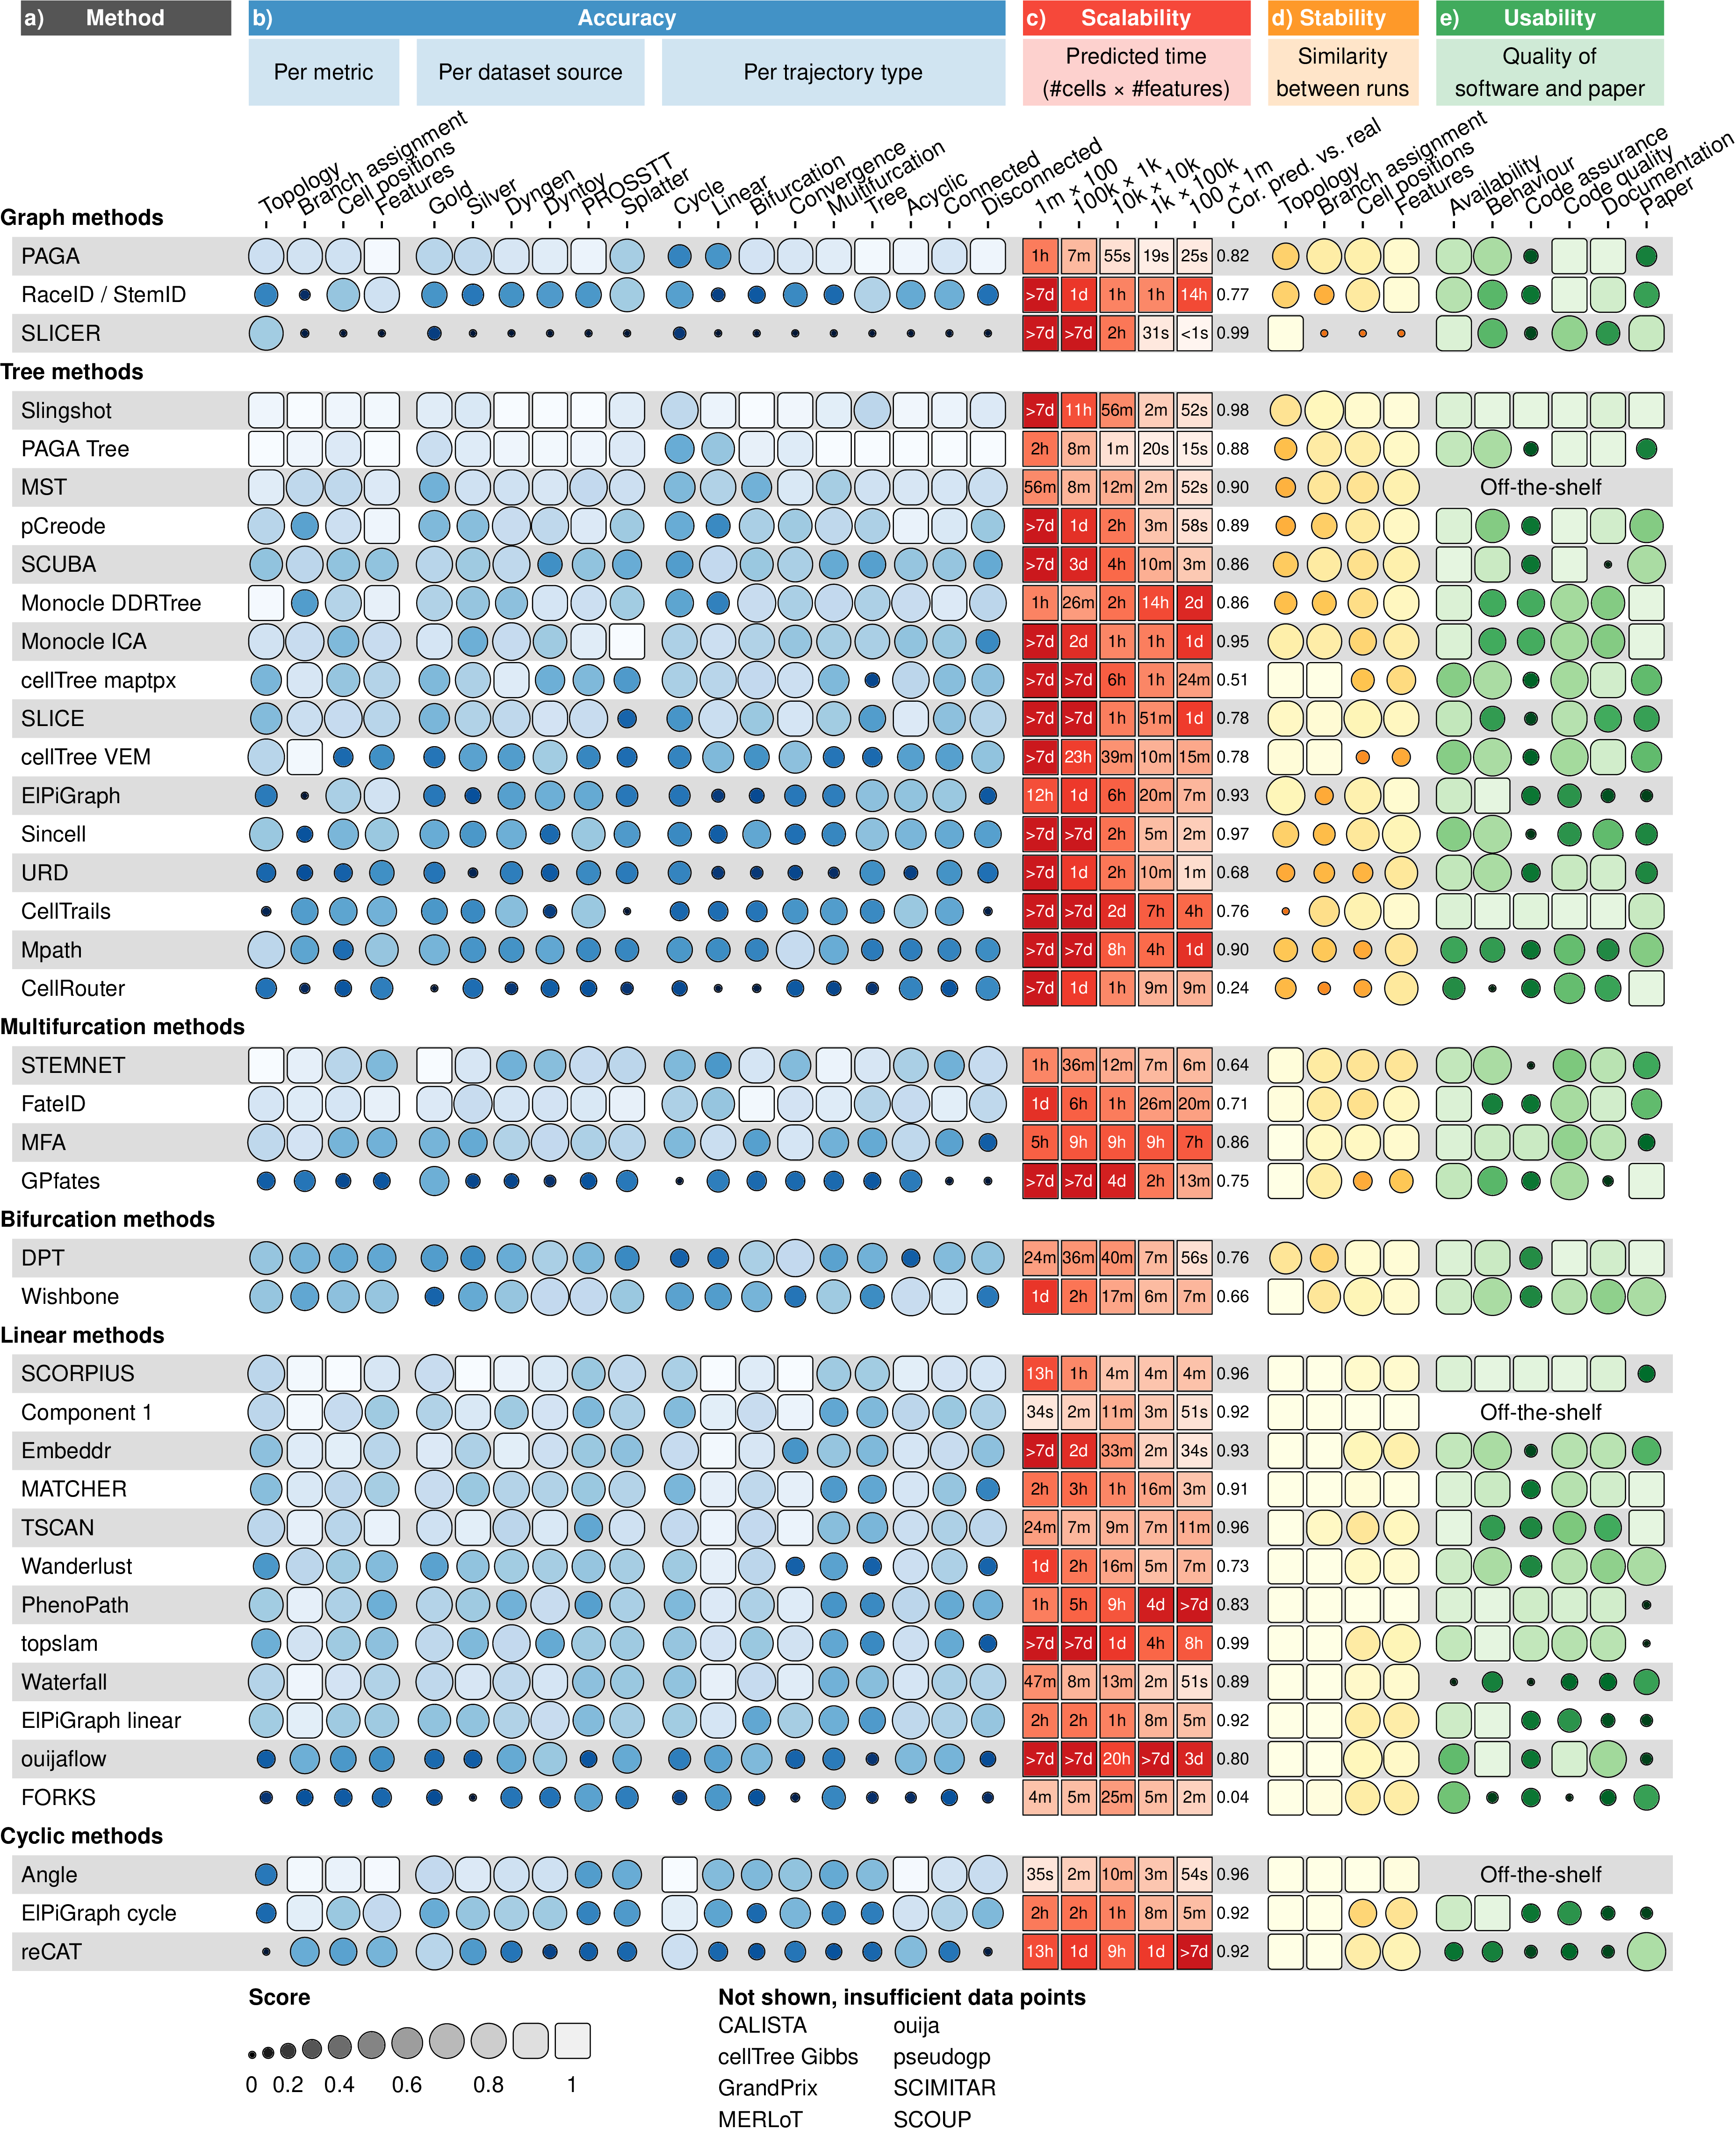 a) Method
b) Accuracy
c) Scalability
d) Stability
e) Usability
Per metric
Per dataset source
Per trajectory type
Predicted time
(#cells × #features)
Similarity
between runs
Quality of
software and paper
Topology
Branch assignment
Cell positions
Features
Gold
Silver
Dyngen
Dyntoy
PROSSTT
Splatter
Cycle
Linear
Bifurcation
Convergence
Multifurcation
Tree
Acyclic
Connected
Disconnected
1m × 100
100k × 1k
10k × 10k
1k × 100k
100 × 1m
Cor. pred. vs. real
Topology
Branch assignment
Cell positions
Features
Availability
Behaviour
Code assurance
Code quality
Documentation
Paper
Graph methods
PAGA 1h 7m 55s 19s 25s 0.82
RaceID / StemID >7d 1d 1h 1h 14h 0.77
SLICER >7d >7d 2h 31s <1s 0.99
Tree methods
Slingshot >7d 11h 56m 2m 52s 0.98
PAGA Tree 2h 8m 1m 20s 15s 0.88
MST 56m 8m 12m 2m 52s 0.90 Off-the-shelf
pCreode >7d 1d 2h 3m 58s 0.89
SCUBA >7d 3d 4h 10m 3m 0.86
Monocle DDRTree 1h 26m 2h 14h 2d 0.86
Monocle ICA >7d 2d 1h 1h 1d 0.95
cellTree maptpx >7d >7d 6h 1h 24m 0.51
SLICE >7d >7d 1h 51m 1d 0.78
cellTree VEM >7d 23h 39m 10m 15m 0.78
ElPiGraph 12h 1d 6h 20m 7m 0.93
Sincell >7d >7d 2h 5m 2m 0.97
URD >7d 1d 2h 10m 1m 0.68
CellTrails >7d >7d 2d 7h 4h 0.76
Mpath >7d >7d 8h 4h 1d 0.90
CellRouter >7d 1d 1h 9m 9m 0.24
Multifurcation methods
STEMNET 1h 36m 12m 7m 6m 0.64
FateID 1d 6h 1h 26m 20m 0.71
MFA 5h 9h 9h 9h 7h 0.86
GPfates >7d >7d 4d 2h 13m 0.75
Bifurcation methods
DPT 24m 36m 40m 7m 56s 0.76
Wishbone 1d 2h 17m 6m 7m 0.66
Linear methods
SCORPIUS 13h 1h 4m 4m 4m 0.96
Component 1 34s 2m 11m 3m 51s 0.92 Off-the-shelf
Embeddr >7d 2d 33m 2m 34s 0.93
MATCHER 2h 3h 1h 16m 3m 0.91
TSCAN 24m 7m 9m 7m 11m 0.96
Wanderlust 1d 2h 16m 5m 7m 0.73
PhenoPath 1h 5h 9h 4d >7d 0.83
topslam >7d >7d 1d 4h 8h 0.99
Waterfall 47m 8m 13m 2m 51s 0.89
ElPiGraph linear 2h 2h 1h 8m 5m 0.92
ouijaflow >7d >7d 20h >7d 3d 0.80
FORKS 4m 5m 25m 5m 2m 0.04
Cyclic methods
Angle 35s 2m 10m 3m 54s 0.96 Off-the-shelf
ElPiGraph cycle 2h 2h 1h 8m 5m 0.92
reCAT 13h 1d 9h 1d >7d 0.92
Score
0 0.2 0.4 0.6 0.8 1
Not shown, insufficient data points
CALISTA ouija
cellTree Gibbs pseudogp
GrandPrix SCIMITAR
MERLoT SCOUP